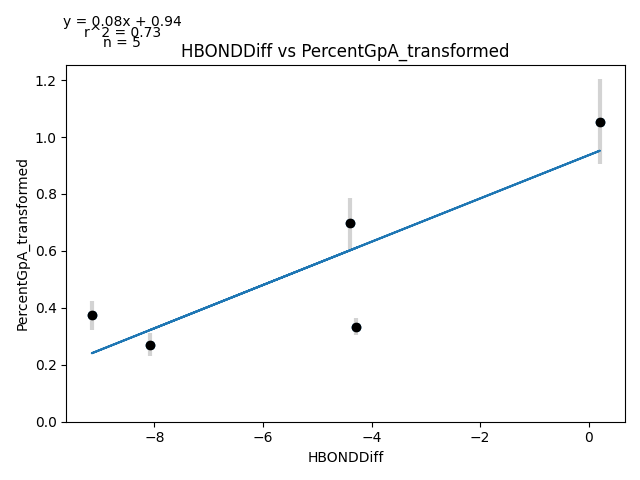 y = 0.08x + 0.94
r^2 = 0.73
n = 5
HBONDDiff vs PercentGpA_transformed
PercentGpA_transformed
1.2
1.0
0.8
0.6
0.4
0.2
0.0
−8 −6 −4 −2 0
HBONDDiff